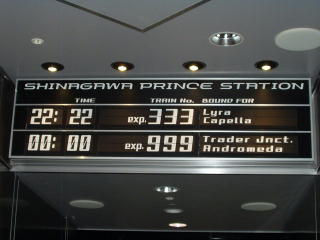 SHINAGAWA PRINCE STATION
TIME TRAIN No. BOUND FOR
22:22 exp. 333 Lyra Capella
00:00 exp. 999 Trader Jnct. Andromeda